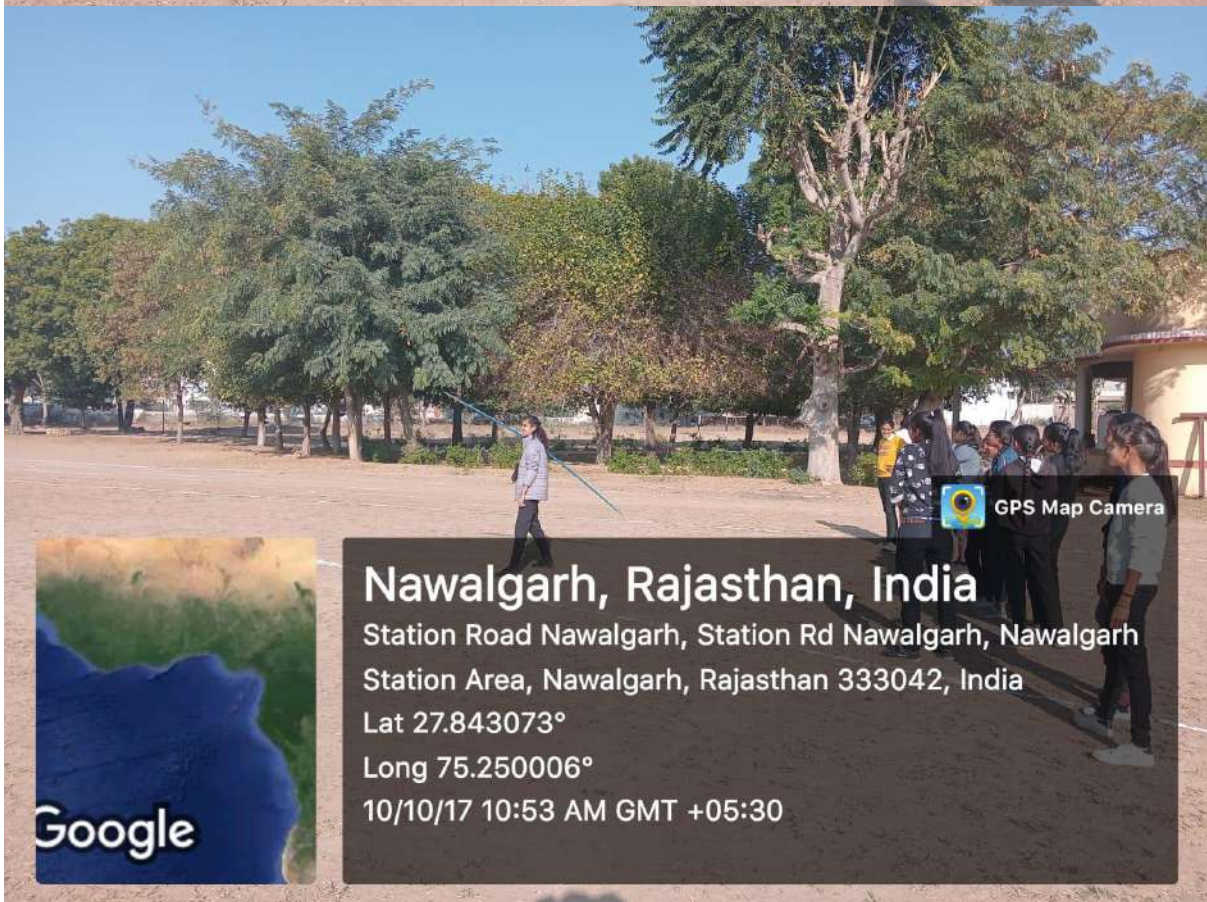 GPS Map Camera
Nawalgarh, Rajasthan, India
Station Road Nawalgarh, Station Rd Nawalgarh, Nawalgarh
Station Area, Nawalgarh, Rajasthan 333042, India
Lat 27.843073°
Long 75.250006°
10/10/17 10:53 AM GMT +05:30
Google